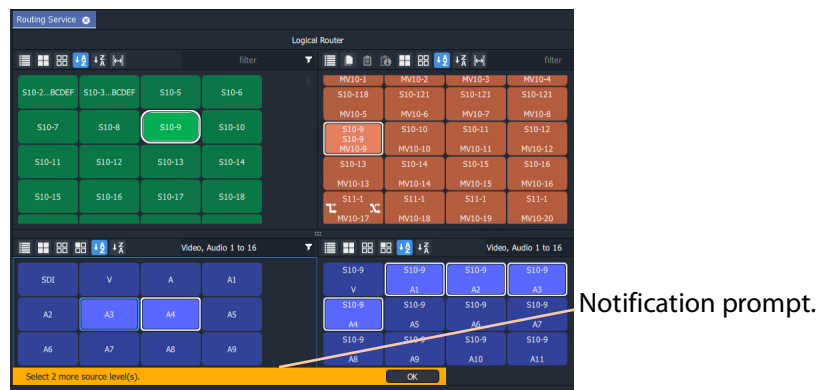 Routing Service
Logical Router
filter
filter
S10-2...BCDEF S10-3...BCDEF S10-5 S10-6
S10-7 S10-8 S10-9 S10-10
S10-11 S10-12 S10-13 S10-14
S10-15 S10-16 S10-17 S10-18
MV10-1 MV10-2 MV10-3 MV10-4
S10-118 S10-121 S10-121 S10-121
MV10-5 MV10-6 MV10-7 MV10-8
S10-9 S10-10 S10-11 S10-12
S10-9
MV10-9 MV10-10 MV10-11 MV10-12
S10-13 S10-14 S10-15 S10-16
MV10-13 MV10-14 MV10-15 MV10-16
S11-1 S11-1 S11-1 S11-1
MV10-17 MV10-18 MV10-19 MV10-20
Video, Audio 1 to 16
Video, Audio 1 to 16
SDI V A A1
A2 A3 A4 A5
A6 A7 A8 A9
S10-9 S10-9 S10-9 S10-9
V A1 A2 A3
S10-9 S10-9 S10-9 S10-9
A4 A5 A6 A7
S10-9 S10-9 S10-9 S10-9
A8 A9 A10 A11
Select 2 more source level(s).
OK
Notification prompt.